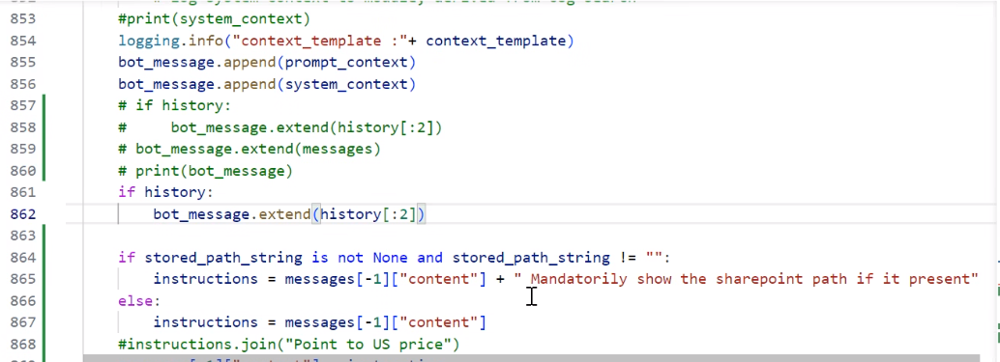 853 #print(system_context)
854 logging.info("context_template :"+ context_template)
855 bot_message.append(prompt_context)
856 bot_message.append(system_context)
857 # if history:
858 #     bot_message.extend(history[:2])
859 # bot_message.extend(messages)
860 # print(bot_message)
861 if history:
862     bot_message.extend(history[:2])
863
864 if stored_path_string is not None and stored_path_string != "":
865     instructions = messages[-1]["content"] + " Mandatorily show the sharepoint path if it present"
866 else:
867     instructions = messages[-1]["content"]
868 #instructions.join("Point to US price")